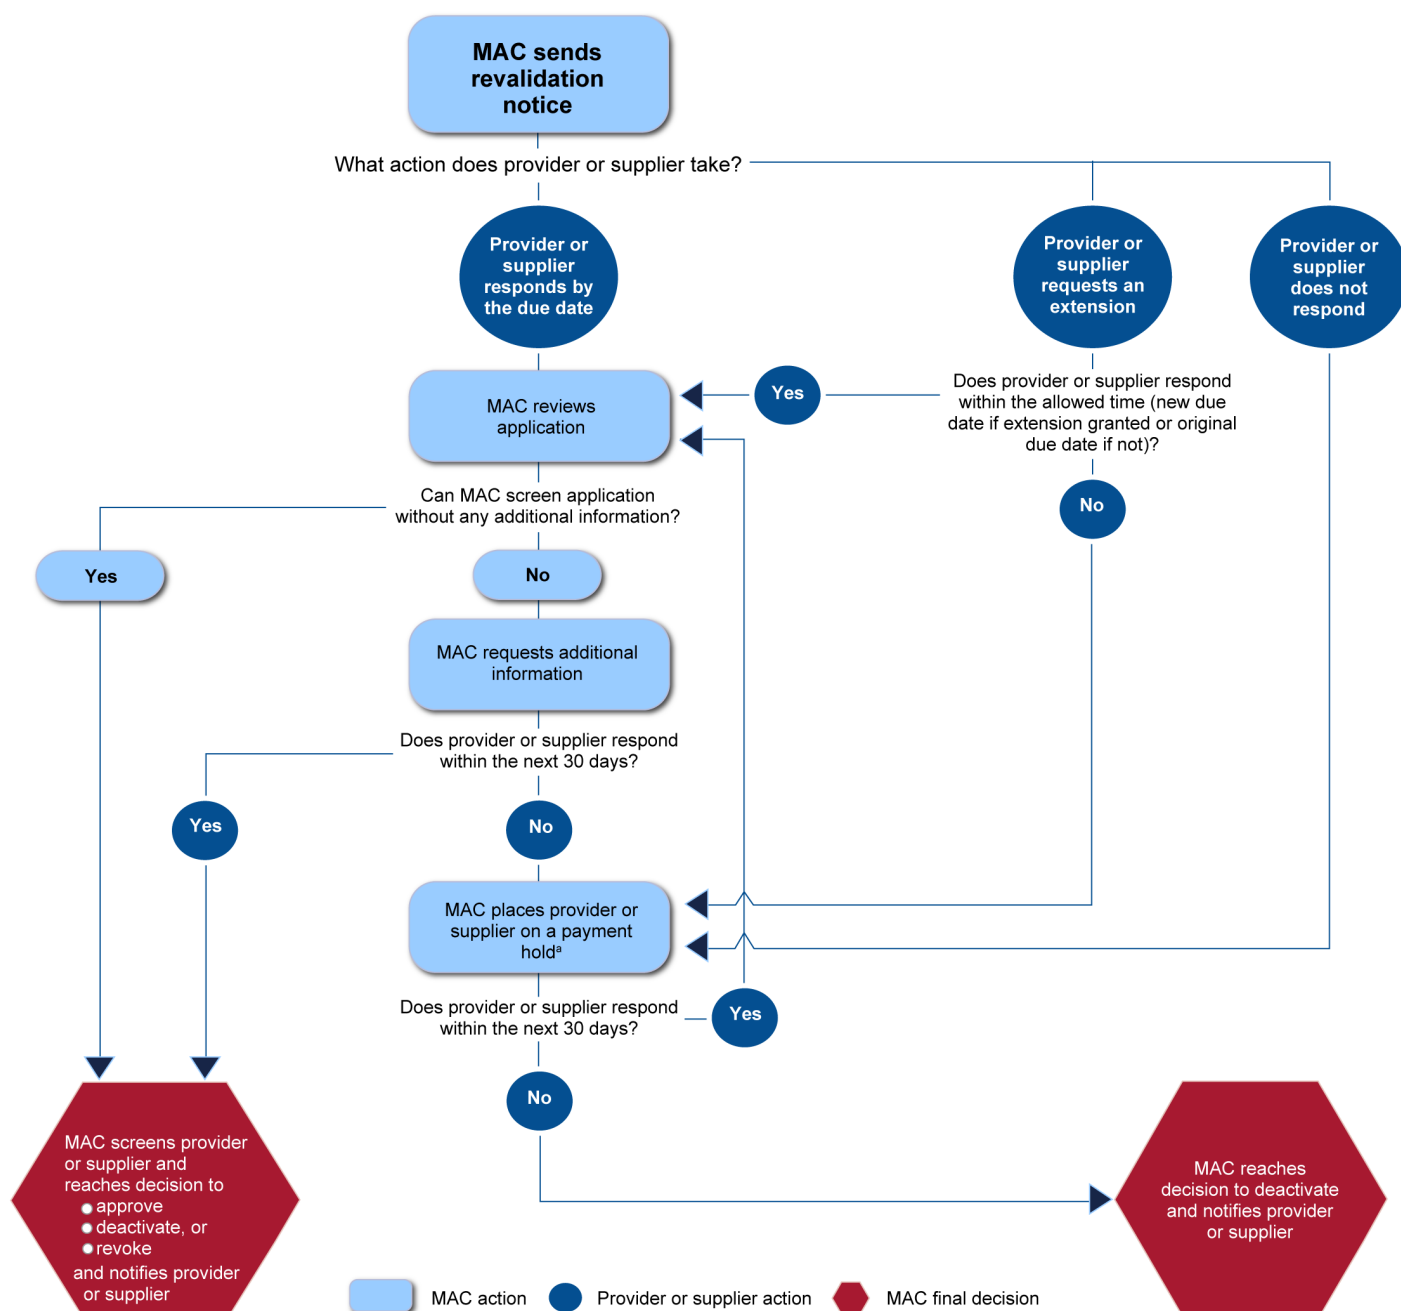 MAC sends
revalidation
notice
What action does provider or supplier take?
Provider or
supplier
responds by
the due date
Provider or
supplier
requests an
extension
Provider or
supplier
does not
respond
MAC reviews
application
Yes
Does provider or supplier respond
within the allowed time (new due
date if extension granted or original
due date if not)?
Can MAC screen application
without any additional information?
No
Yes
No
MAC requests additional
information
Does provider or supplier respond
within the next 30 days?
Yes
No
MAC places provider or
supplier on a payment
holdᵃ
Does provider or supplier respond
within the next 30 days?
Yes
No
MAC screens provider
or supplier and
reaches decision to
approve
deactivate, or
revoke
and notifies provider
or supplier
MAC reaches
decision to deactivate
and notifies provider
or supplier
MAC action
Provider or supplier action
MAC final decision